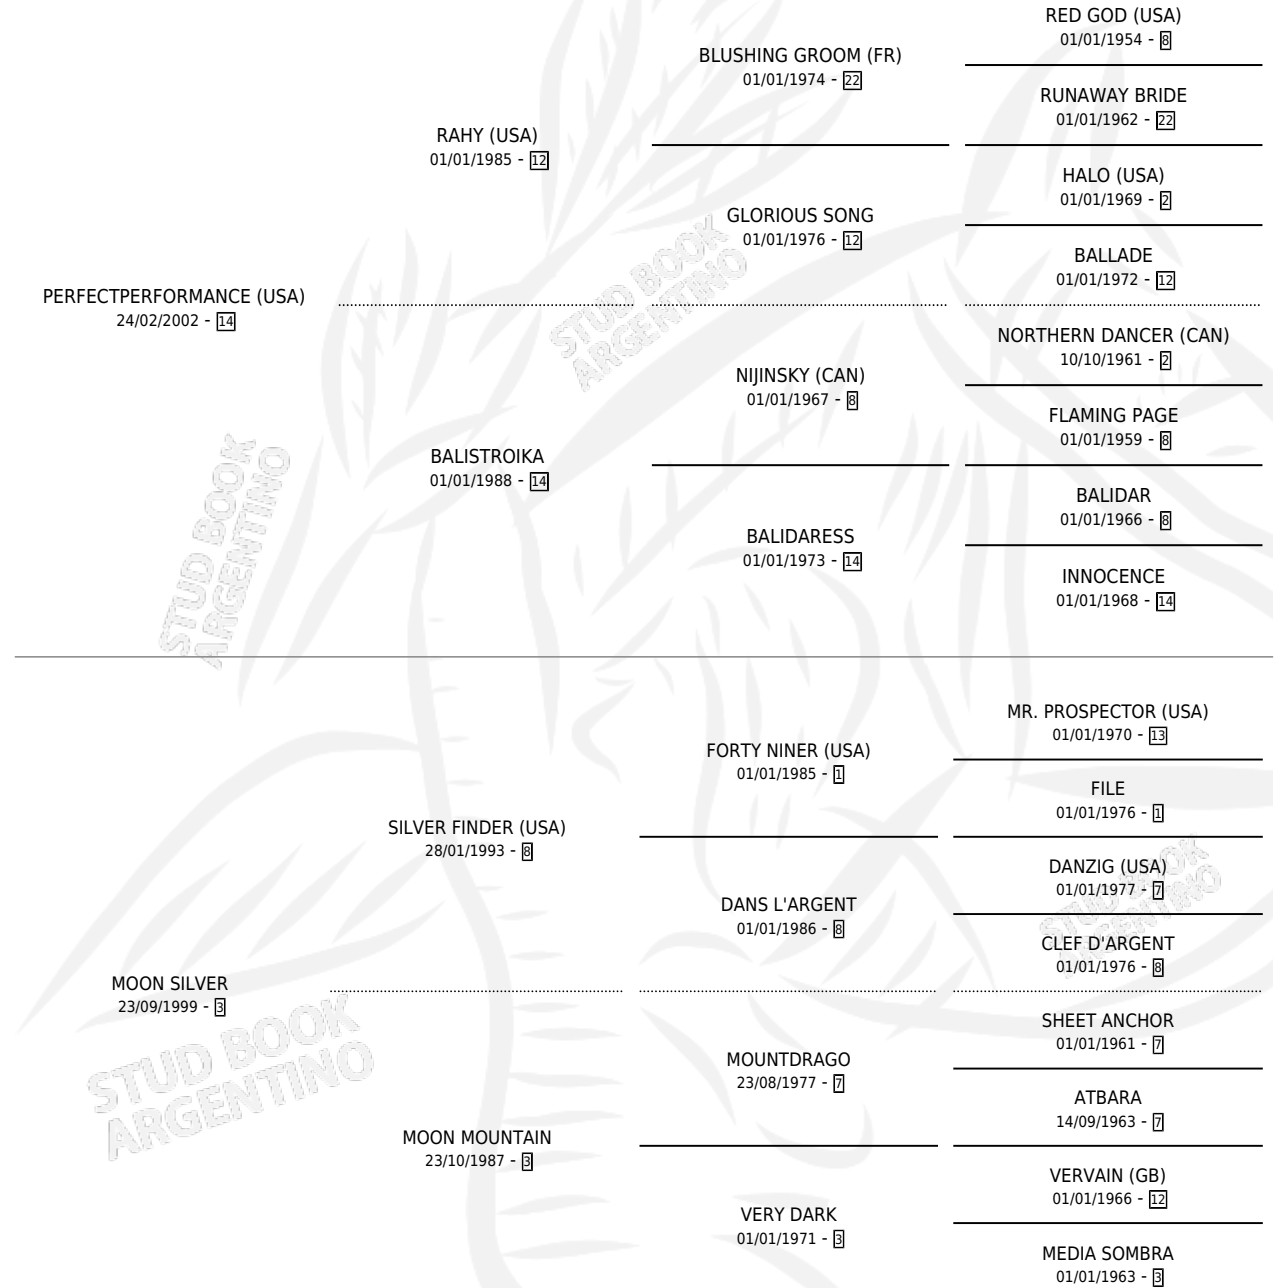 RED GOD (USA)
01/01/1954 - 8
BLUSHING GROOM (FR)
01/01/1974 - 22
RUNAWAY BRIDE
01/01/1962 - 22
RAHY (USA)
01/01/1985 - 12
HALO (USA)
01/01/1969 - 2
GLORIOUS SONG
01/01/1976 - 12
BALLADE
01/01/1972 - 12
PERFECTPERFORMANCE (USA)
24/02/2002 - 14
STUD BOOK
ARGENTINO
NORTHERN DANCER (CAN)
10/10/1961 - 2
NIJINSKY (CAN)
01/01/1967 - 8
FLAMING PAGE
01/01/1959 - 8
BALISTROIKA
01/01/1988 - 14
BALIDAR
01/01/1966 - 8
BALIDARESS
01/01/1973 - 14
INNOCENCE
01/01/1968 - 14
STUD BOOK
ARGENTINO
MR. PROSPECTOR (USA)
01/01/1970 - 13
FORTY NINER (USA)
01/01/1985 - 1
FILE
01/01/1976 - 1
SILVER FINDER (USA)
28/01/1993 - 8
DANZIG (USA)
01/01/1977 - 7
DANS L'ARGENT
01/01/1986 - 8
CLEF D'ARGENT
01/01/1976 - 8
STUD BOOK
ARGENTINO
MOON SILVER
23/09/1999 - 3
SHEET ANCHOR
01/01/1961 - 7
MOUNTDRAGO
23/08/1977 - 7
ATBARA
14/09/1963 - 7
STUD BOOK
ARGENTINO
MOON MOUNTAIN
23/10/1987 - 3
VERVAIN (GB)
01/01/1966 - 12
VERY DARK
01/01/1971 - 3
MEDIA SOMBRA
01/01/1963 - 3